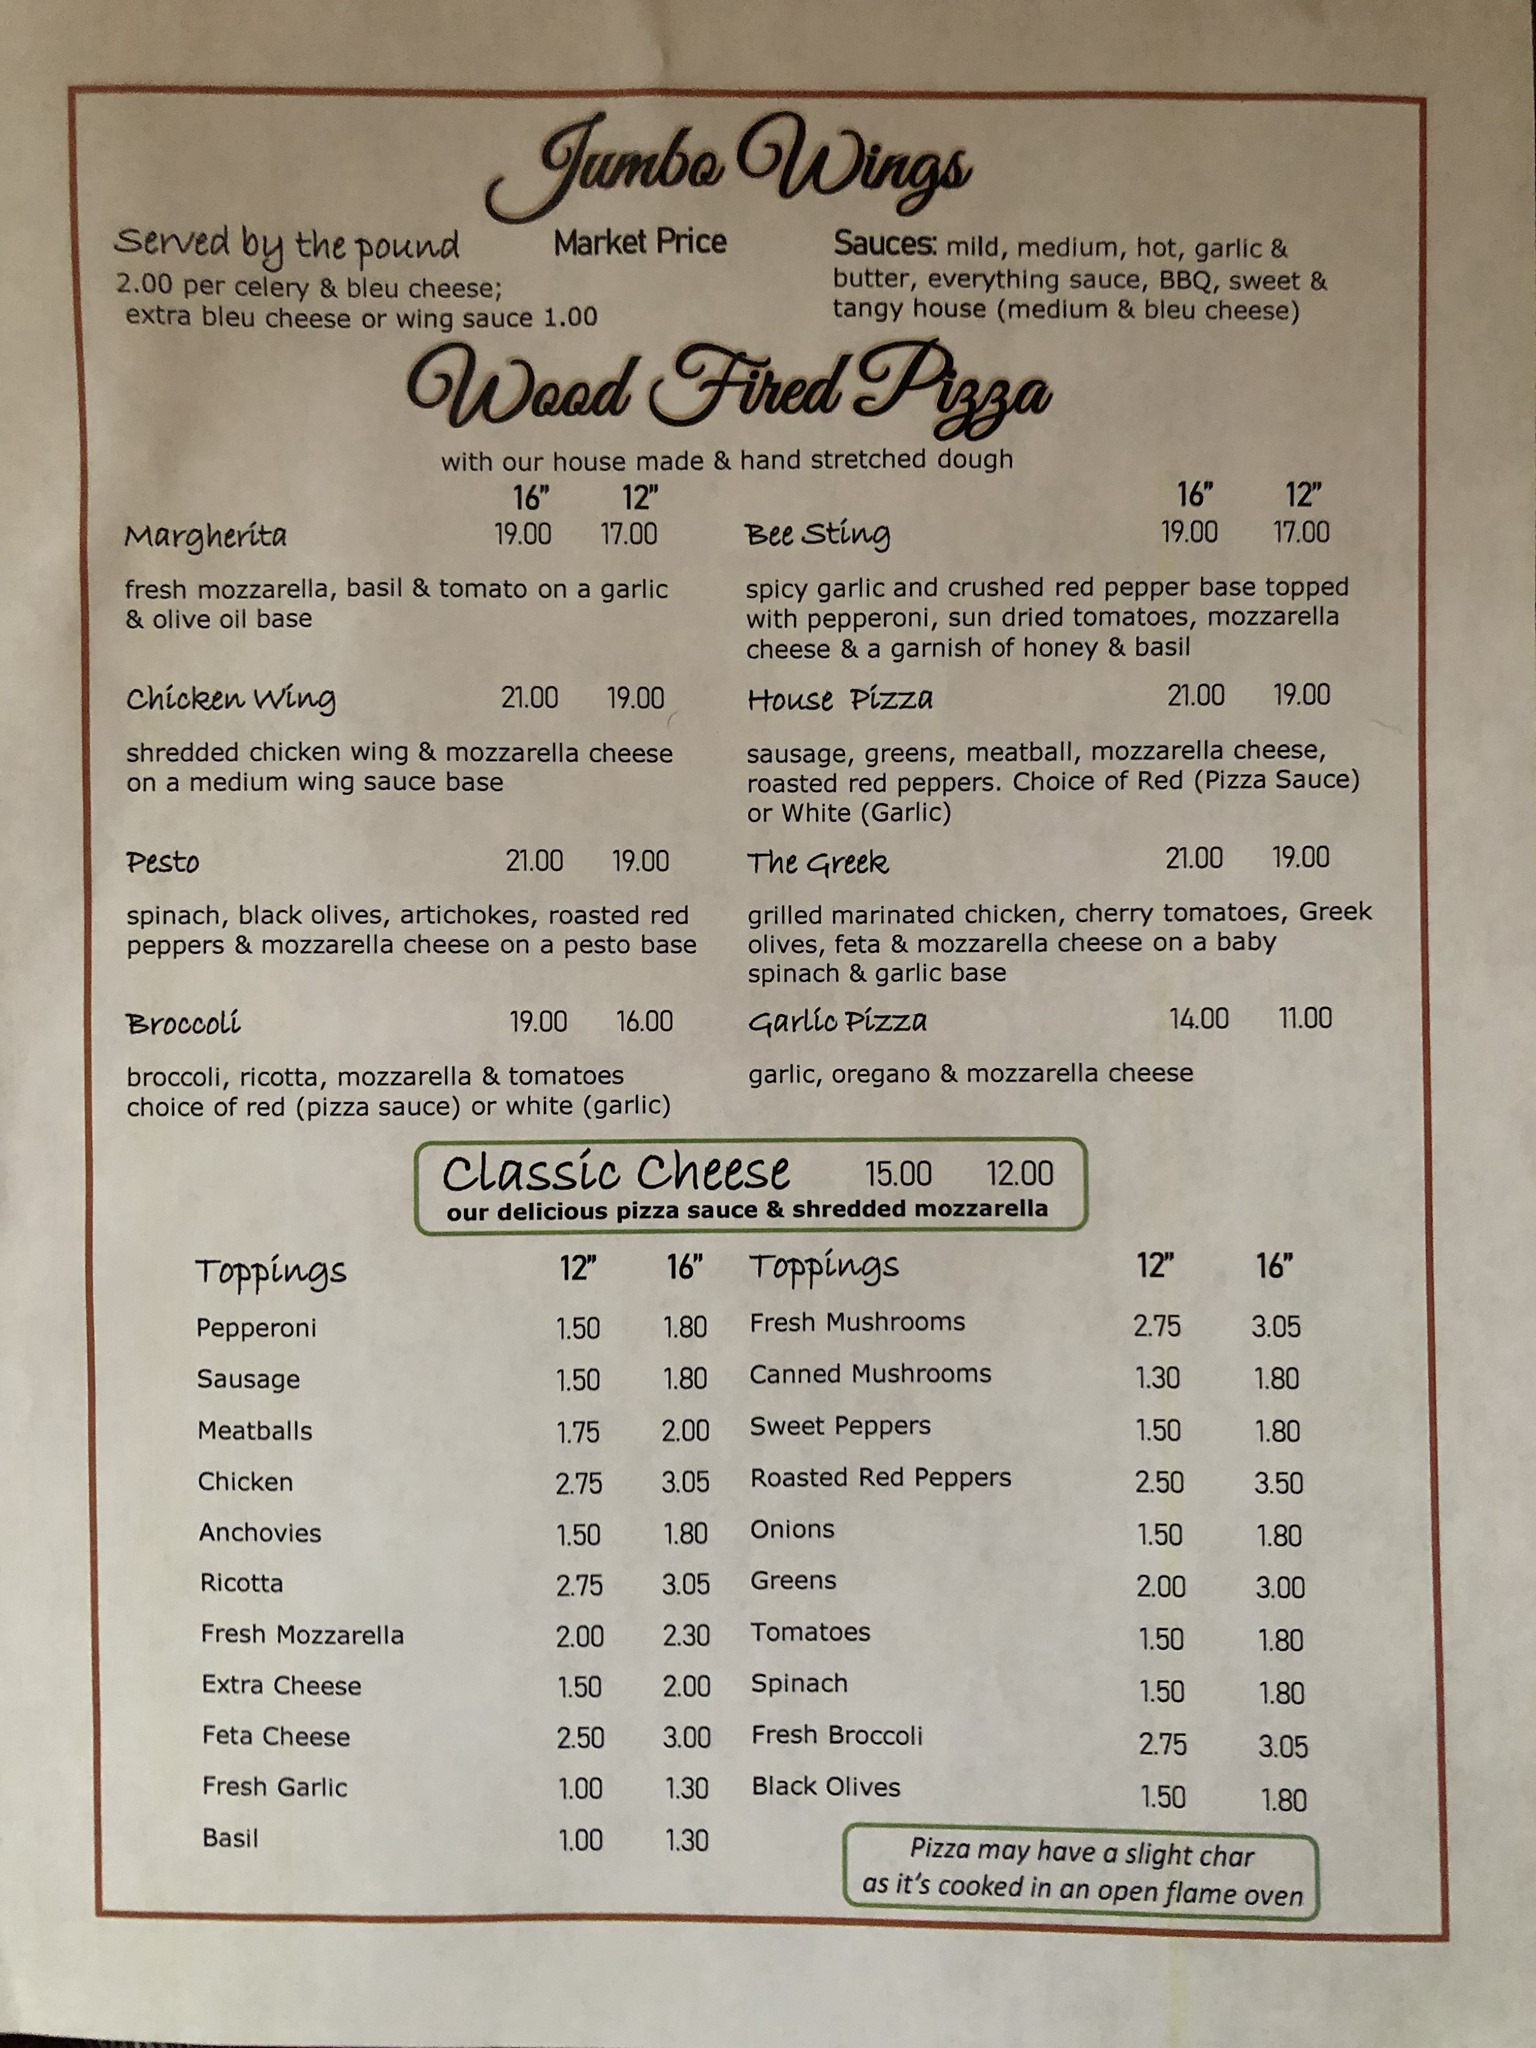 Jumbo Wings
Served by the pound Market Price Sauces: mild, medium, hot, garlic &
2.00 per celery & bleu cheese; butter, everything sauce, BBQ, sweet &
extra bleu cheese or wing sauce 1.00 tangy house (medium & bleu cheese)
Wood Fired Pizza
with our house made & hand stretched dough
16” 12”
Margherita 19.00 17.00
fresh mozzarella, basil & tomato on a garlic
& olive oil base
Chicken Wing 21.00 19.00
shredded chicken wing & mozzarella cheese
on a medium wing sauce base
Pesto 21.00 19.00
spinach, black olives, artichokes, roasted red
peppers & mozzarella cheese on a pesto base
Broccoli 19.00 16.00
broccoli, ricotta, mozzarella & tomatoes
choice of red (pizza sauce) or white (garlic)
16” 12”
Bee Sting 19.00 17.00
spicy garlic and crushed red pepper base topped
with pepperoni, sun dried tomatoes, mozzarella
cheese & a garnish of honey & basil
House Pizza 21.00 19.00
sausage, greens, meatball, mozzarella cheese,
roasted red peppers. Choice of Red (Pizza Sauce)
or White (Garlic)
The Greek 21.00 19.00
grilled marinated chicken, cherry tomatoes, Greek
olives, feta & mozzarella cheese on a baby
spinach & garlic base
Garlic Pizza 14.00 11.00
garlic, oregano & mozzarella cheese
Classic Cheese 15.00 12.00
our delicious pizza sauce & shredded mozzarella
Toppings 12” 16”
Pepperoni 1.50 1.80
Sausage 1.50 1.80
Meatballs 1.75 2.00
Chicken 2.75 3.05
Anchovies 1.50 1.80
Ricotta 2.75 3.05
Fresh Mozzarella 2.00 2.30
Extra Cheese 1.50 2.00
Feta Cheese 2.50 3.00
Fresh Garlic 1.00 1.30
Basil 1.00 1.30
Toppings 12” 16”
Fresh Mushrooms 2.75 3.05
Canned Mushrooms 1.30 1.80
Sweet Peppers 1.50 1.80
Roasted Red Peppers 2.50 3.50
Onions 1.50 1.80
Greens 2.00 3.00
Tomatoes 1.50 1.80
Spinach 1.50 1.80
Fresh Broccoli 2.75 3.05
Black Olives 1.50 1.80
Pizza may have a slight char
as it’s cooked in an open flame oven